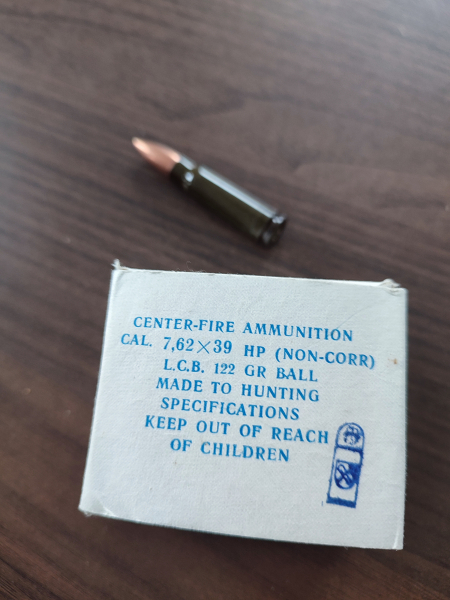 CENTER-FIRE AMMUNITION
CAL. 7,62×39 HP (NON-CORR)
L.C.B. 122 GR BALL
MADE TO HUNTING
SPECIFICATIONS
KEEP OUT OF REACH
OF CHILDREN